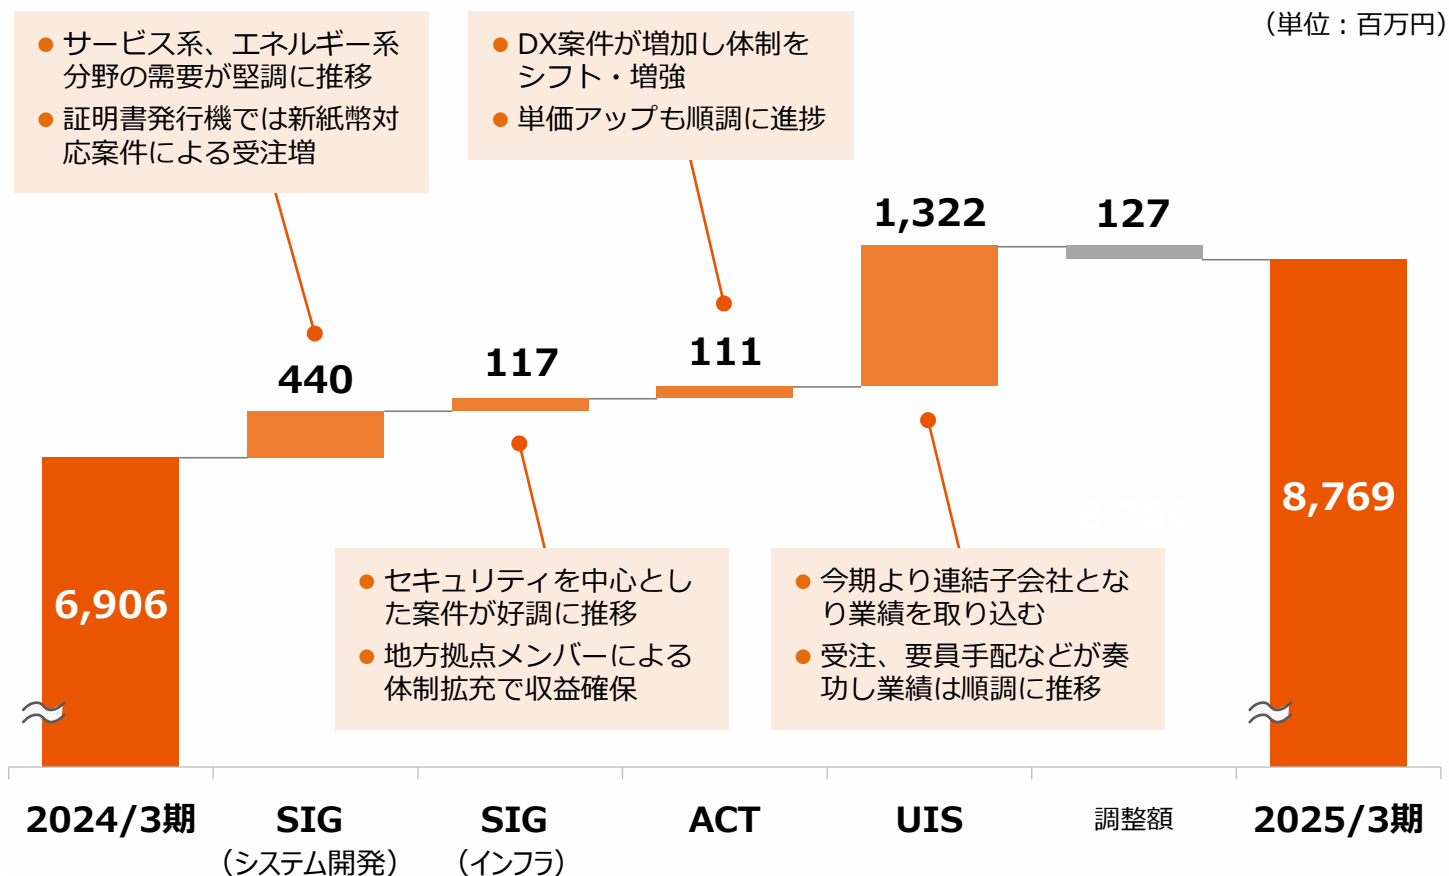 （単位：百万円）
● サービス系、エネルギー系
分野の需要が堅調に推移
● 証明書発行機では新紙幣対
応案件による受注増
● DX案件が増加し体制を
シフト・増強
● 単価アップも順調に進捗
6,906
440
117
111
1,322
127
8,769
● セキュリティを中心とし
た案件が好調に推移
● 地方拠点メンバーによる
体制拡充で収益確保
● 今期より連結子会社とな
り業績を取り込む
● 受注、要員手配などが奏
功し業績は順調に推移
2024/3期
SIG
（システム開発）
SIG
（インフラ）
ACT
UIS
調整額
2025/3期